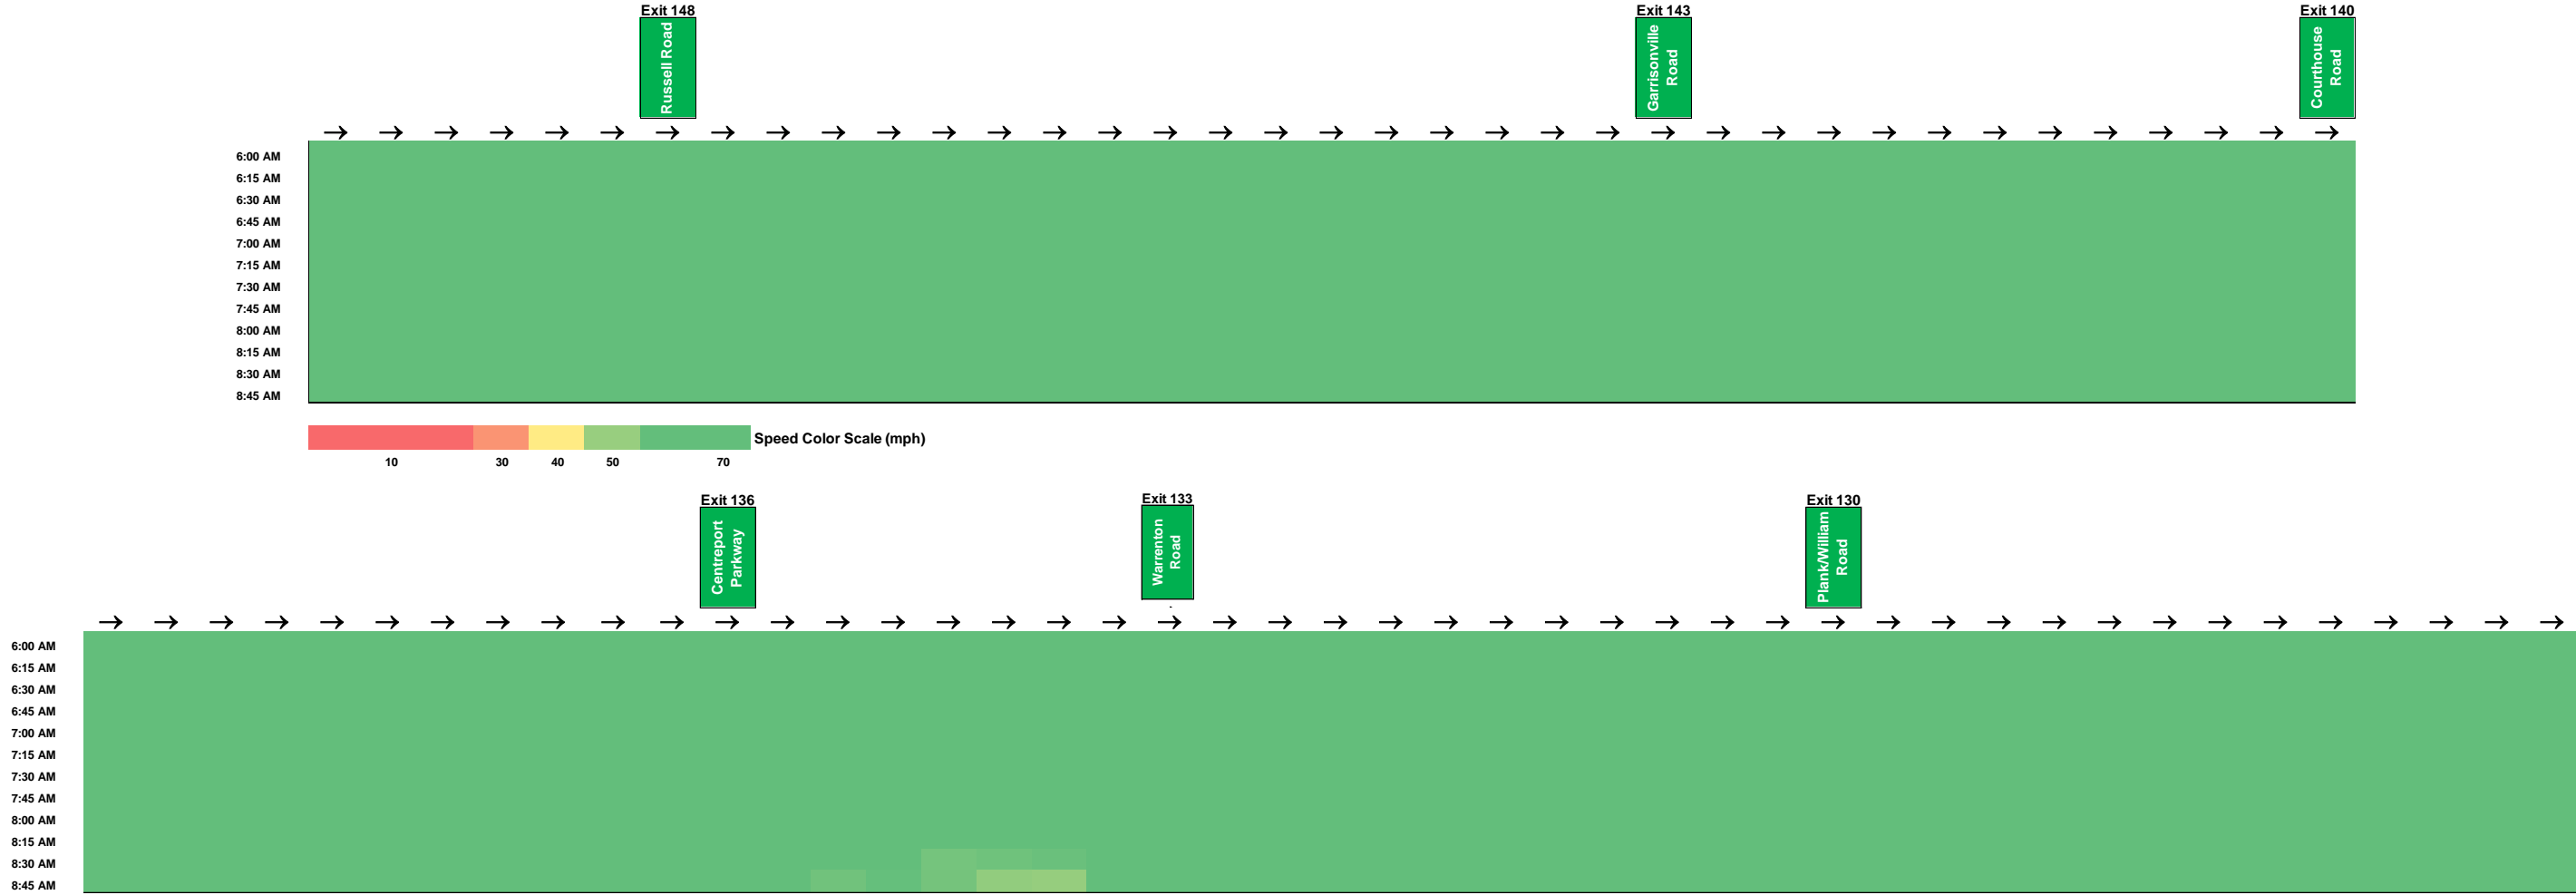 Exit 148
Russell Road
Exit 143
Garrisonville
Road
Exit 140
Courthouse
Road
→ → → → → → → → → → → → → → → → → → → → → → → → → → → → → → → → → → → → →
6:00 AM
6:15 AM
6:30 AM
6:45 AM
7:00 AM
7:15 AM
7:30 AM
7:45 AM
8:00 AM
8:15 AM
8:30 AM
8:45 AM
Speed Color Scale (mph)
10 30 40 50 70
Exit 136
Centreport
Parkway
Exit 133
Warrenton
Road
Exit 130
Plank/William
Road
→ → → → → → → → → → → → → → → → → → → → → → → → → → → → → → → → → → → → → → → → → → → → →
6:00 AM
6:15 AM
6:30 AM
6:45 AM
7:00 AM
7:15 AM
7:30 AM
7:45 AM
8:00 AM
8:15 AM
8:30 AM
8:45 AM